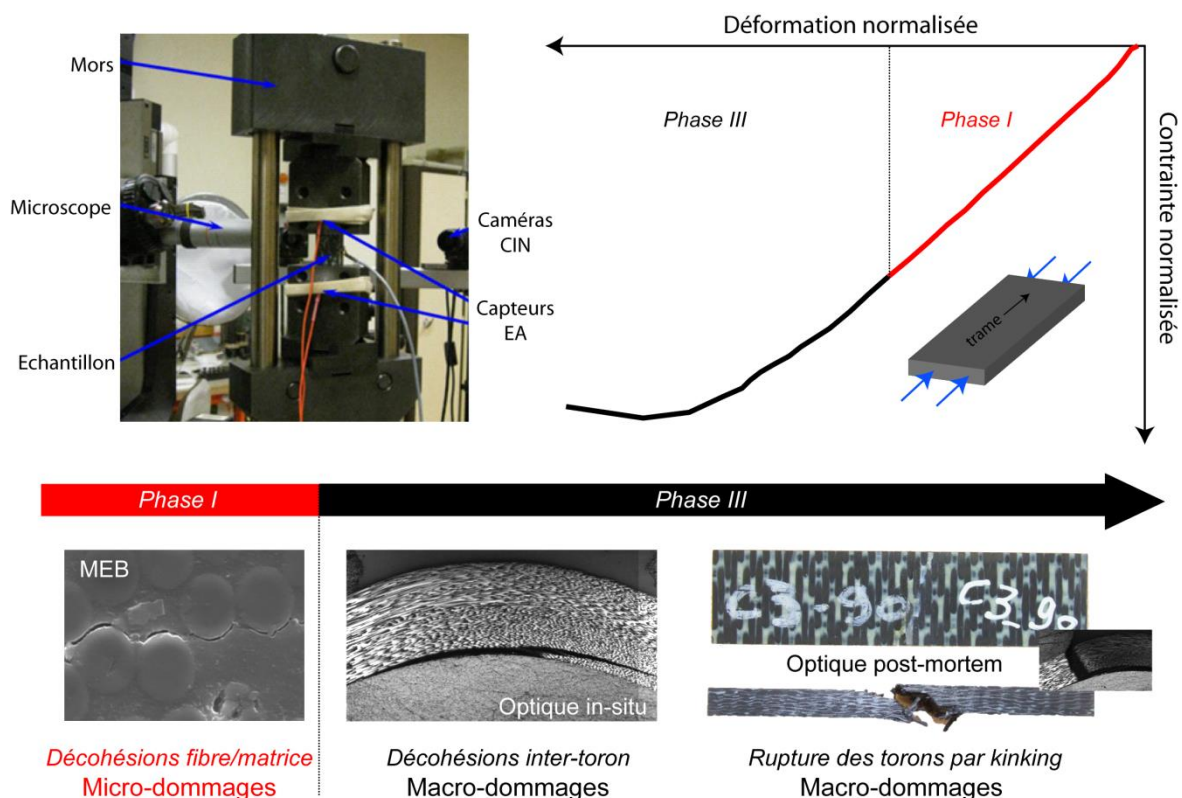 Déformation normalisée
Mors
Microscope
Echantillon
Caméras
CIN
Capteurs
EA
Phase III
Phase I
Contrainte normalisée
trame
Phase I
Phase III
MEB
Optique in-situ
C3-90
C3_90
Optique post-mortem
Décohésions fibre/matrice
Micro-dommages
Décohésions inter-toron
Macro-dommages
Rupture des torons par kinking
Macro-dommages